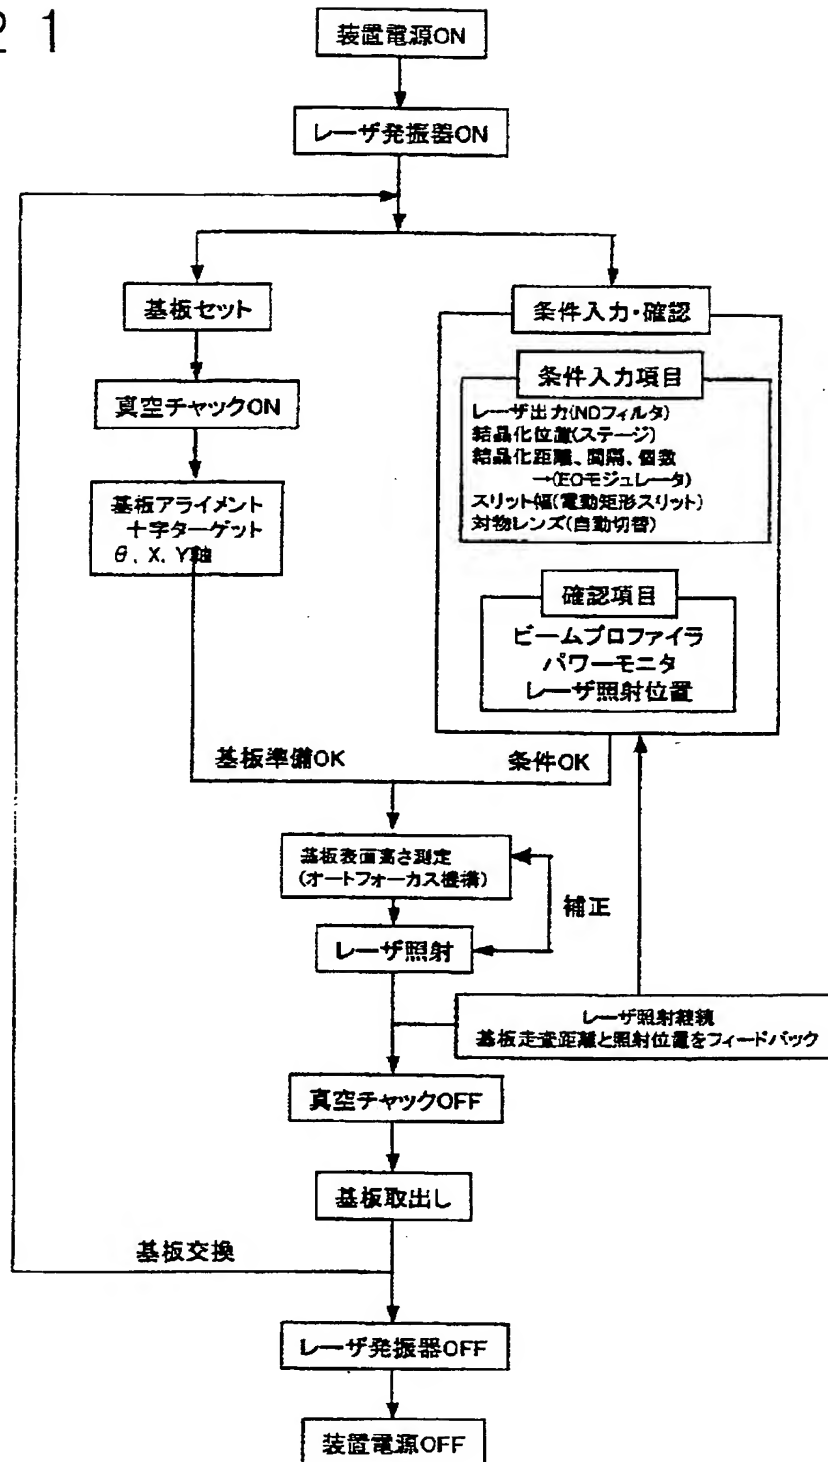 2 1
装置電源ON
レーザ発振器ON
基板セット
真空チャックON
基板アライメント
十字ターゲット
θ, X, Y軸
条件入力・確認
条件入力項目
レーザ出力(NDフィルタ)
結晶化位置(ステージ)
結晶化距離、間隔、個数
→(EOモジュレータ)
スリット幅(電動矩形スリット)
対物レンズ(自動切替)
確認項目
ビームプロファイラ
パワーモニタ
レーザ照射位置
基板準備OK
条件OK
基板表面高さ測定
(オートフォーカス機構)
補正
レーザ照射
レーザ照射継続
基板走査距離と照射位置をフィードバック
真空チャックOFF
基板取出し
基板交換
レーザ発振器OFF
装置電源OFF